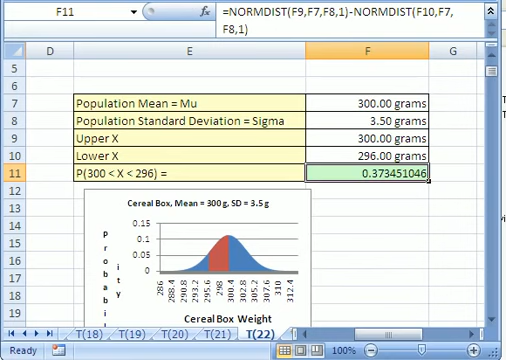 F11
fx
=NORMDIST(F9,F7,F8,1)-NORMDIST(F10,F7,
F8,1)
D E F G
5
6
7 Population Mean = Mu 300.00 grams
8 Population Standard Deviation = Sigma 3.50 grams
9 Upper X 300.00 grams
10 Lower X 296.00 grams
11 P(300 < X < 296) = 0.373451046
12
13 Cereal Box, Mean = 300 g. SD = 3.5 g
14 0.15
15 0.1
16 0.05
17 0
18
19
Probabil
ity
286 288.4 290.8 293.2 295.6 298 300.4 302.8 305.2 307.6 310 312.4
Cereal Box Weight
T(18) T(19) T(20) T(21) T(22)
Ready 100%